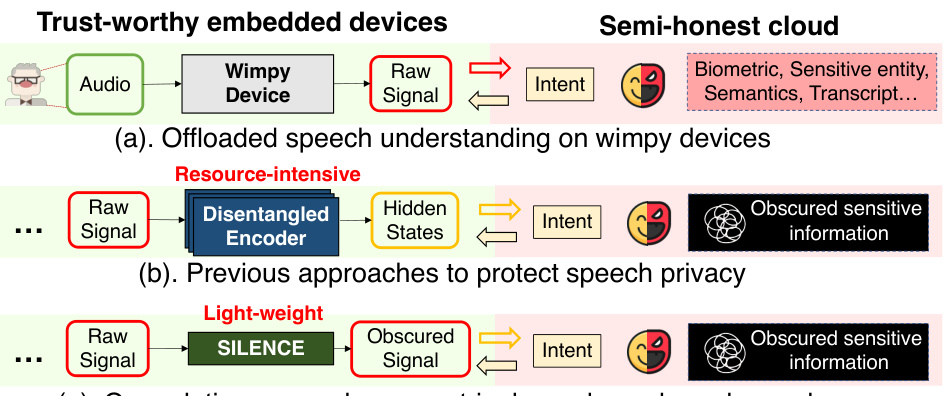 Trust-worthy embedded devices
Semi-honest cloud
Audio
Wimpy
Device
Raw
Signal
Intent
Biometric, Sensitive entity,
Semantics, Transcript...
(a). Offloaded speech understanding on wimpy devices
Resource-intensive
...
Raw
Signal
Disentangled
Encoder
Hidden
States
Intent
Obscured sensitive
information
(b). Previous approaches to protect speech privacy
Light-weight
...
Raw
Signal
SILENCE
Obscured
Signal
Intent
Obscured sensitive
information